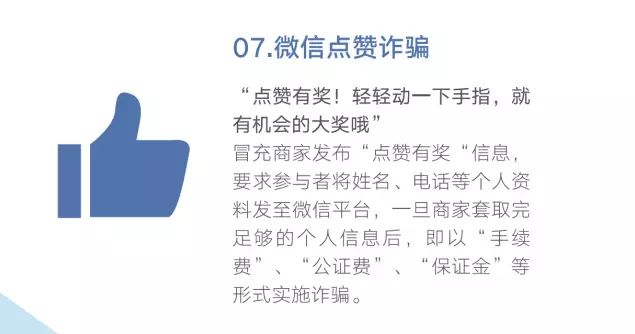 07.微信点赞诈骗
“点赞有奖！轻轻动一下手指，就
有机会的大奖哦”
冒充商家发布“点赞有奖“信息，
要求参与者将姓名、电话等个人资
料发至微信平台，一旦商家套取完
足够的个人信息后，即以“手续
费”、“公证费”、“保证金”等
形式实施诈骗。